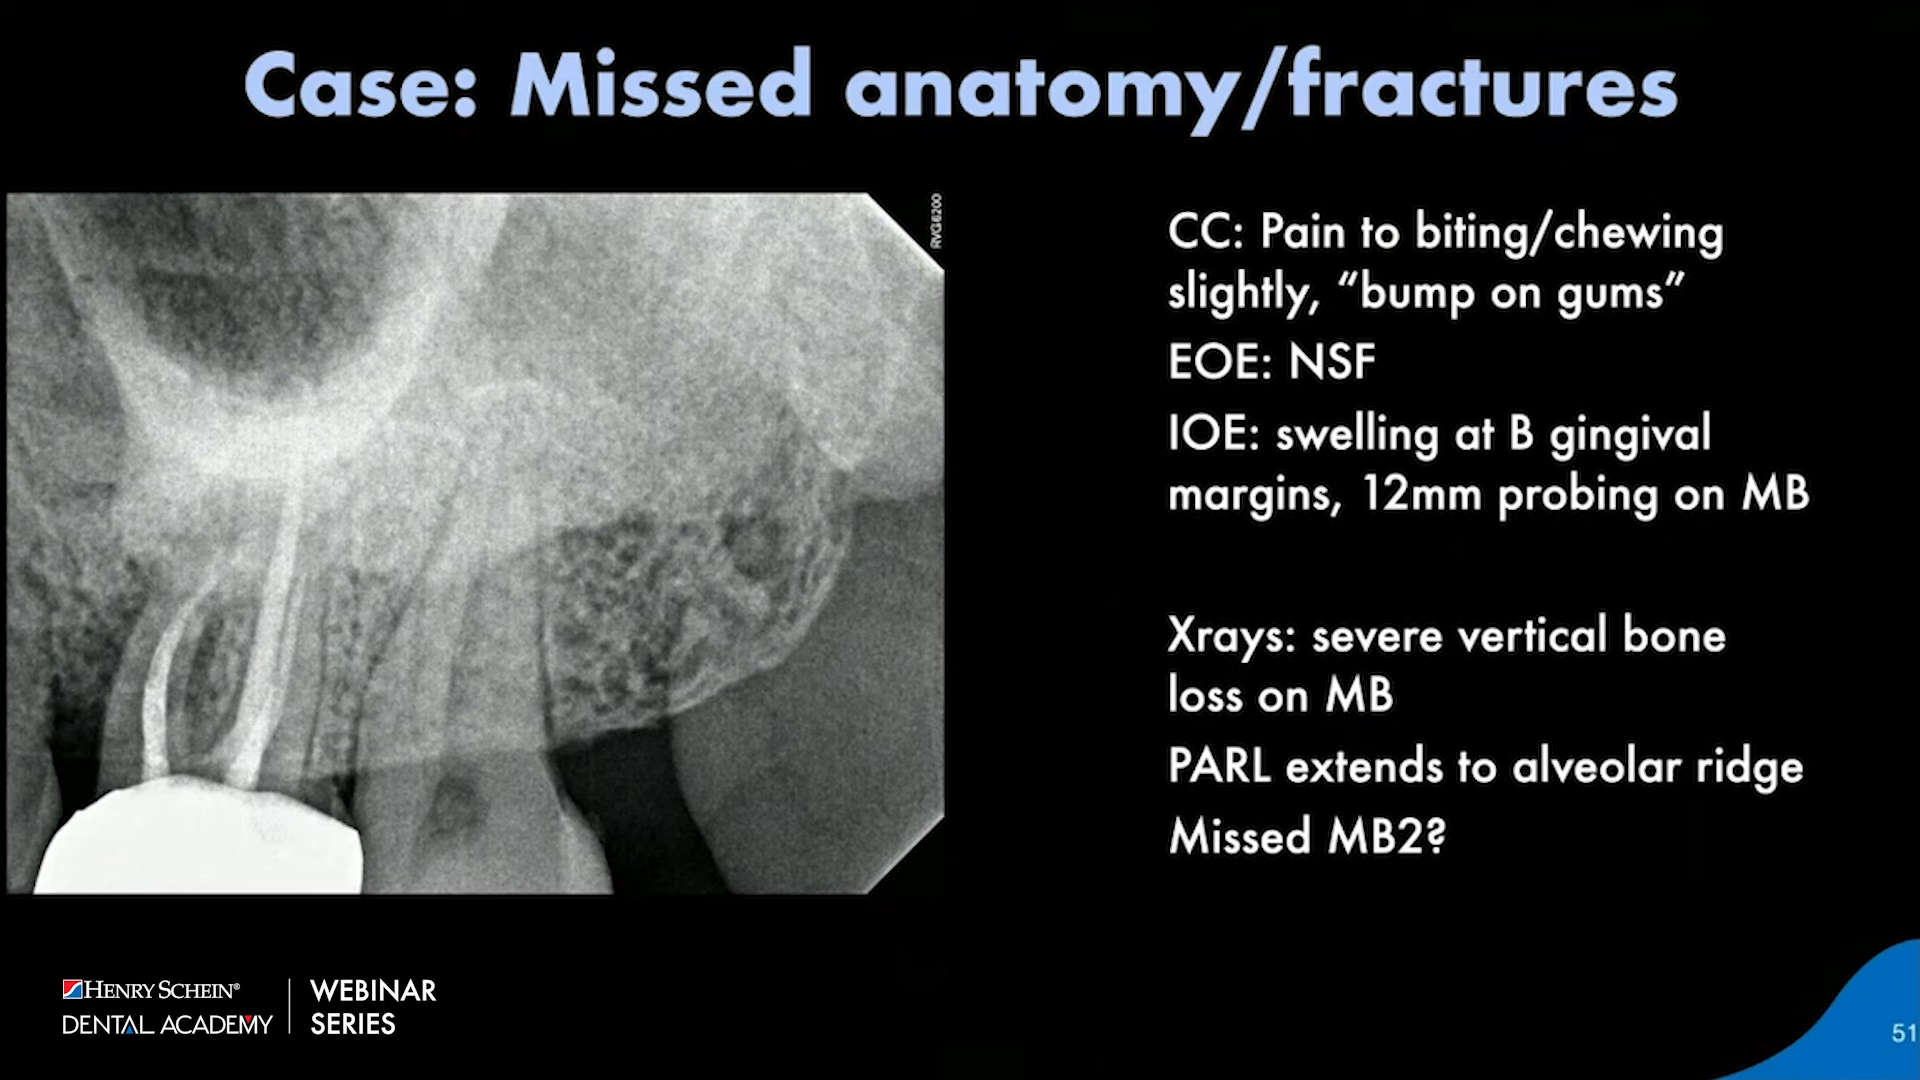 Case: Missed anatomy/fractures
RVG6200
CC: Pain to biting/chewing
slightly, “bump on gums”
EOE: NSF
IOE: swelling at B gingival
margins, 12mm probing on MB
Xrays: severe vertical bone
loss on MB
PARL extends to alveolar ridge
Missed MB2?
HENRY SCHEIN®
DENTAL ACADEMY
WEBINAR
SERIES
51